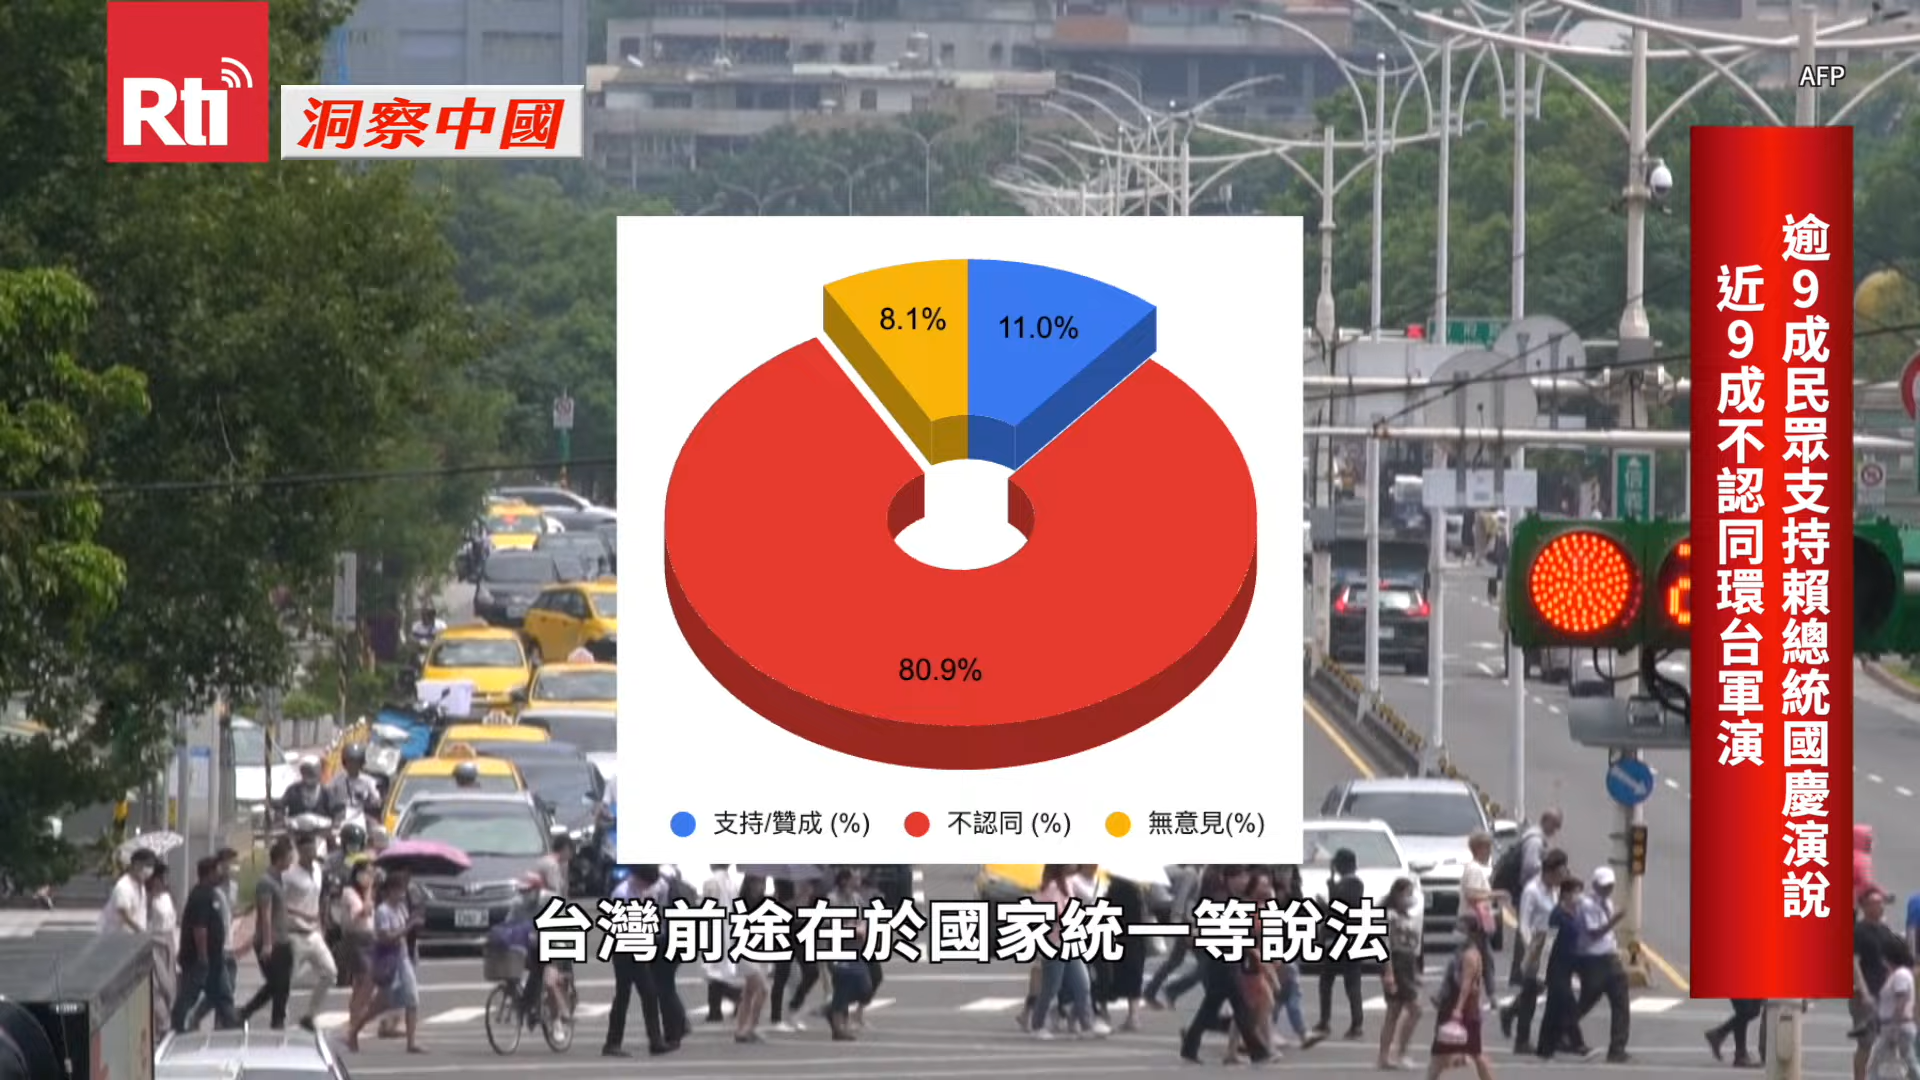 Rti
洞察中國
AFP
逾9成民眾支持賴總統國慶演說
近9成不認同環台軍演
8.1%
11.0%
80.9%
支持/贊成 (%)
不認同 (%)
無意見(%)
台灣前途在於國家統一等說法